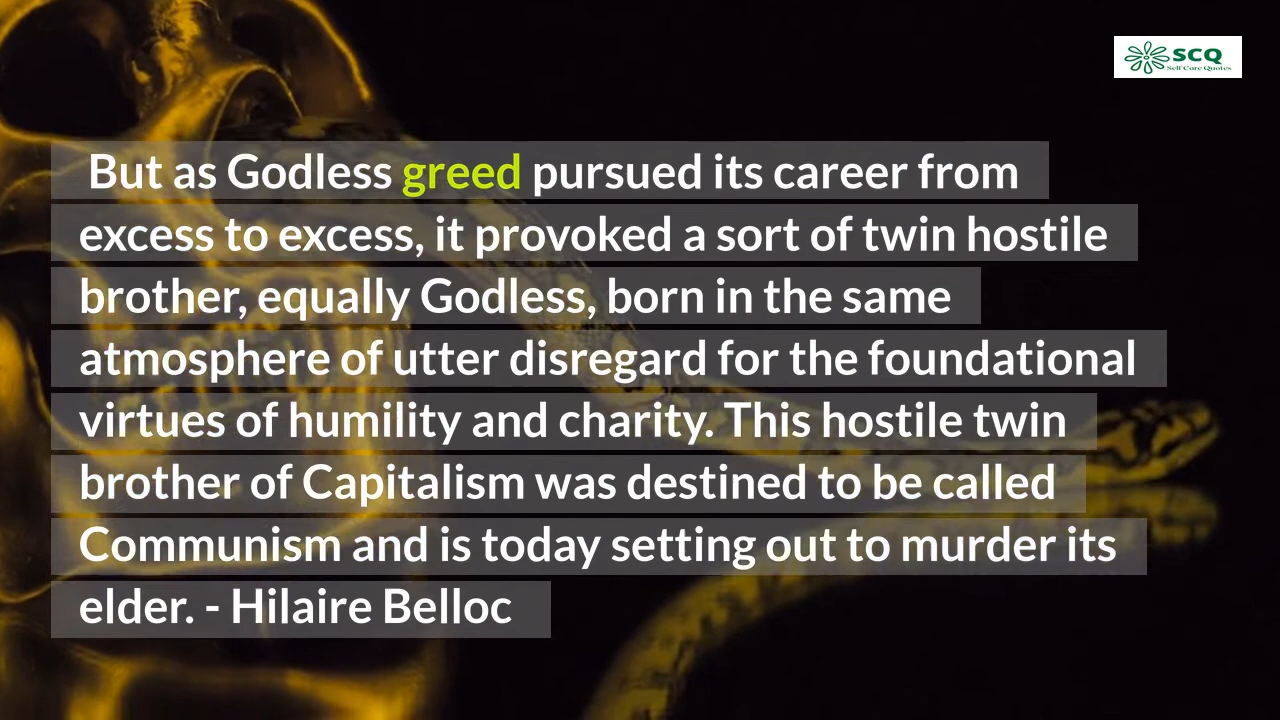 SCQ
Self Care Quotes
But as Godless greed pursued its career from
excess to excess, it provoked a sort of twin hostile
brother, equally Godless, born in the same
atmosphere of utter disregard for the foundational
virtues of humility and charity. This hostile twin
brother of Capitalism was destined to be called
Communism and is today setting out to murder its
elder. - Hilaire Belloc